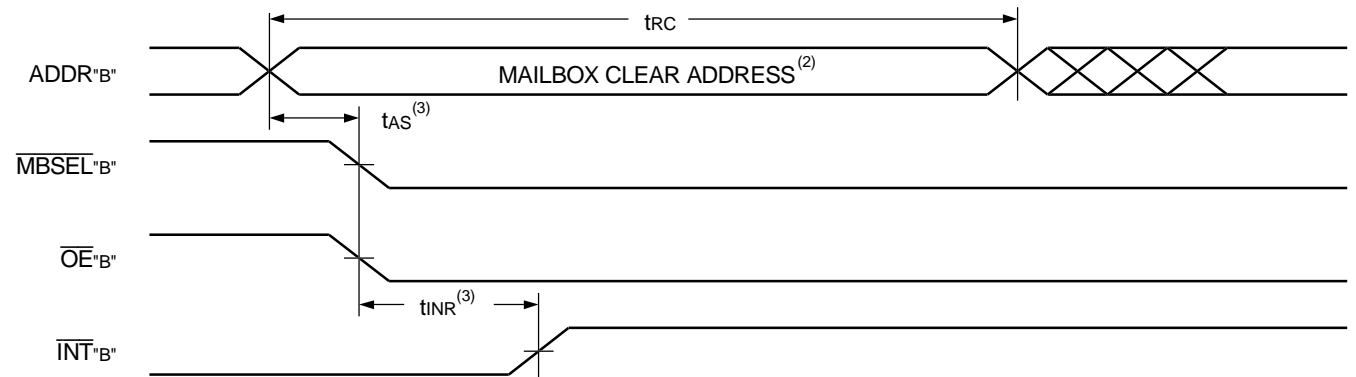 tRC
ADDR"B"
MAILBOX CLEAR ADDRESS(2)
tAS(3)
MBSEL"B"
OE"B"
tINR(3)
INT"B"